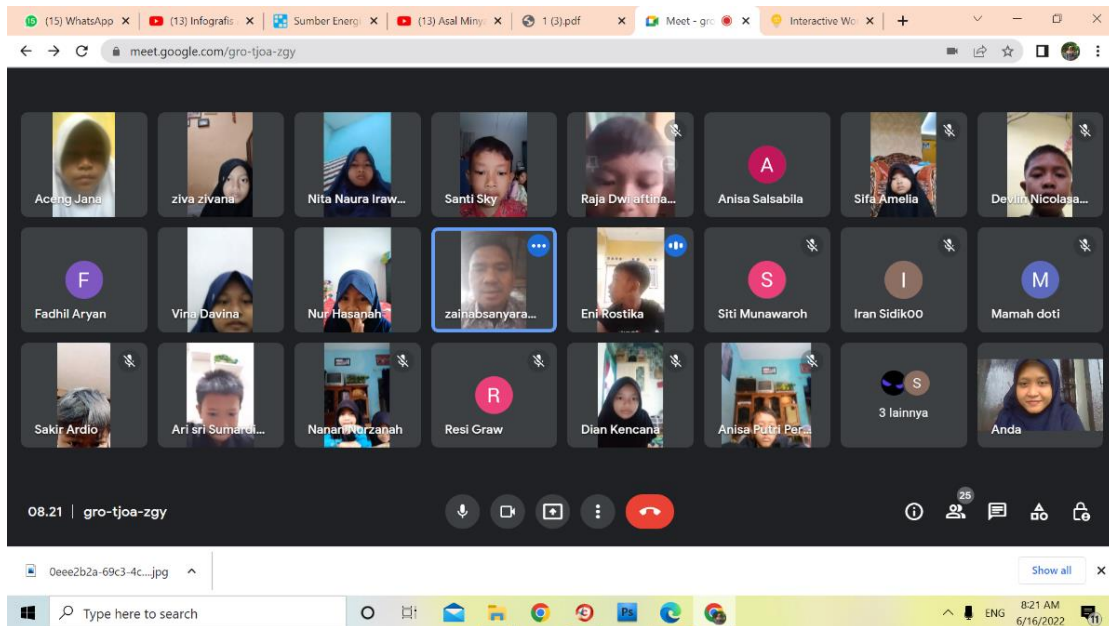 (15) WhatsApp
(13) Infografis
Sumber Energi
(13) Asal Miny
1 (3).pdf
Meet - gro
Interactive Wo
meet.google.com/gro-tjoa-zgy
Aceng Jana
ziva zivana
Nita Naura Iraw...
Santi Sky
Raja Dwi aftina...
A
Anisa Salsabila
Sifa Amelia
Devlin Nicolasa...
F
Fadhil Aryan
Vina Davina
Nur Hasanah
zainabsanyara...
Eni Rostika
S
Siti Munawaroh
I
Iran Sidik00
M
Mamah doti
Sakir Ardio
Ari sri Sumardi...
Nanan Nurzanah
R
Resi Graw
Dian Kencana
Anisa Putri Per...
S
3 lainnya
Anda
08.21 | gro-tjoa-zgy
25
0eee2b2a-69c3-4c....jpg
Show all
Type here to search
Ps
ENG
8:21 AM
6/16/2022
11